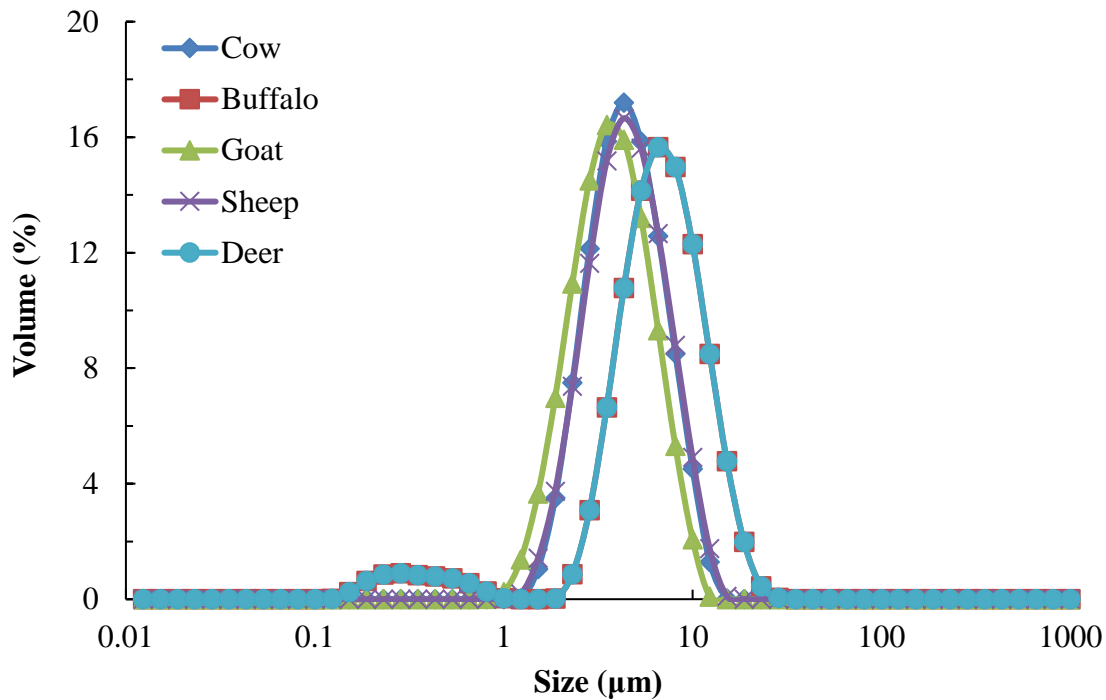 20
16
12
8
4
0
Volume (%)
Cow
Buffalo
Goat
Sheep
Deer
0.01 0.1 1 10 100 1000
Size (µm)